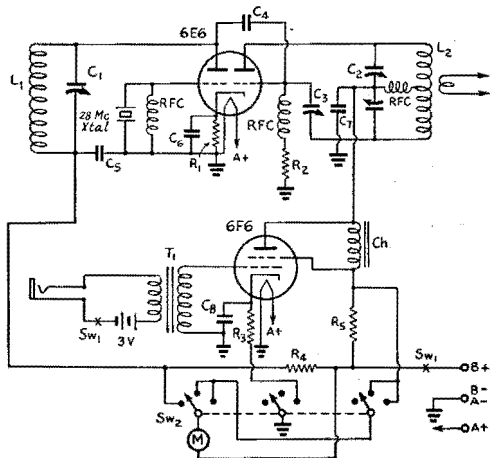 6E6
C4
L1
C1
28 Mc
Xtal
RFC
C5
C6
R1
A+
RFC
R2
C3
C7
C2
RFC
L2
6F6
T1
Sw1
3V
C8
R3
A+
Ch
R5
R4
Sw1
B+
B-
A-
A+
Sw2
M